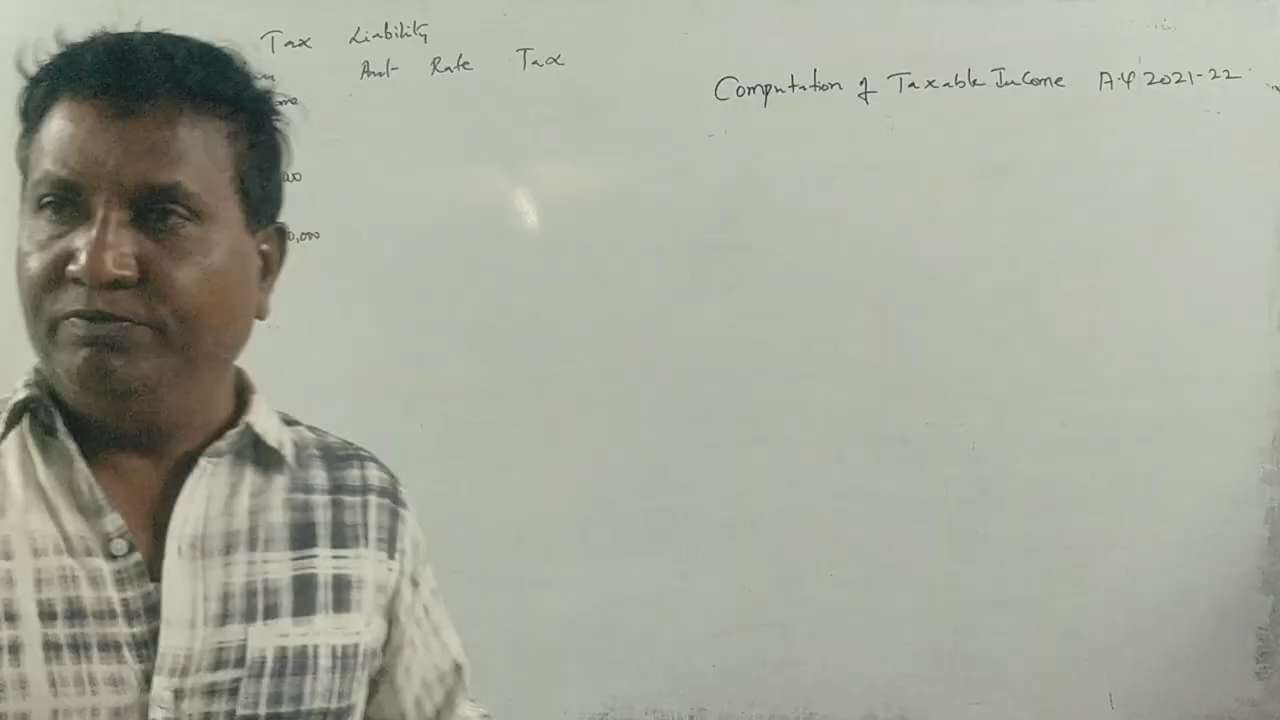 Tax Liability
Amt Rate Tax
Computation of Taxable Income A.Y 2021-22